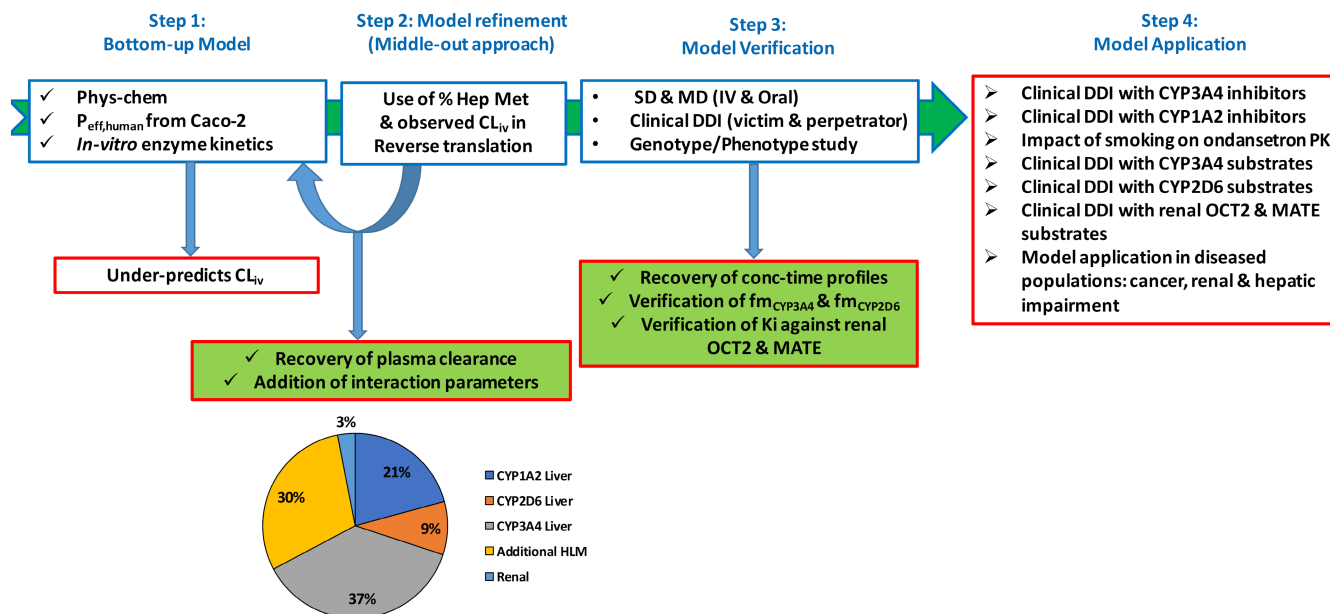 Step 1:
Bottom-up Model
✓ Phys-chem
✓ Peff,human from Caco-2
✓ In-vitro enzyme kinetics
Under-predicts CLiv
Step 2: Model refinement
(Middle-out approach)
Use of % Hep Met
& observed CLiv in
Reverse translation
✓ Recovery of plasma clearance
✓ Addition of interaction parameters
Step 3:
Model Verification
• SD & MD (IV & Oral)
• Clinical DDI (victim & perpetrator)
• Genotype/Phenotype study
✓ Recovery of conc-time profiles
✓ Verification of fmCYP3A4 & fmCYP2D6
✓ Verification of Ki against renal
OCT2 & MATE
Step 4:
Model Application
➢ Clinical DDI with CYP3A4 inhibitors
➢ Clinical DDI with CYP1A2 inhibitors
➢ Impact of smoking on ondansetron PK
➢ Clinical DDI with CYP3A4 substrates
➢ Clinical DDI with CYP2D6 substrates
➢ Clinical DDI with renal OCT2 & MATE
substrates
➢ Model application in diseased
populations: cancer, renal & hepatic
impairment
3%
21%
30%
9%
37%
CYP1A2 Liver
CYP2D6 Liver
CYP3A4 Liver
Additional HLM
Renal